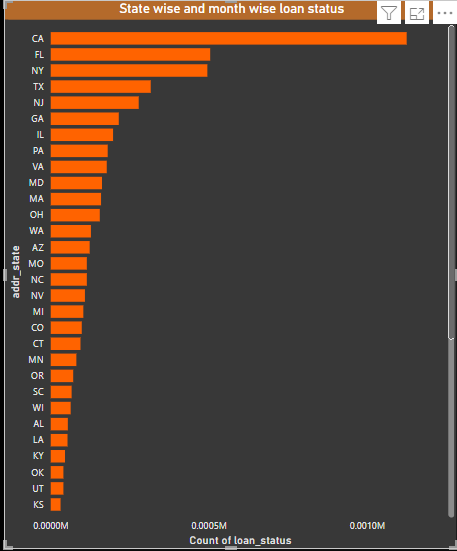 State wise and month wise loan status
CA
FL
NY
TX
NJ
GA
IL
PA
VA
MD
MA
OH
WA
AZ
MO
NC
NV
MI
CO
CT
MN
OR
SC
WI
AL
LA
KY
OK
UT
KS
addr_state
0.0000M 0.0005M 0.0010M
Count of loan_status